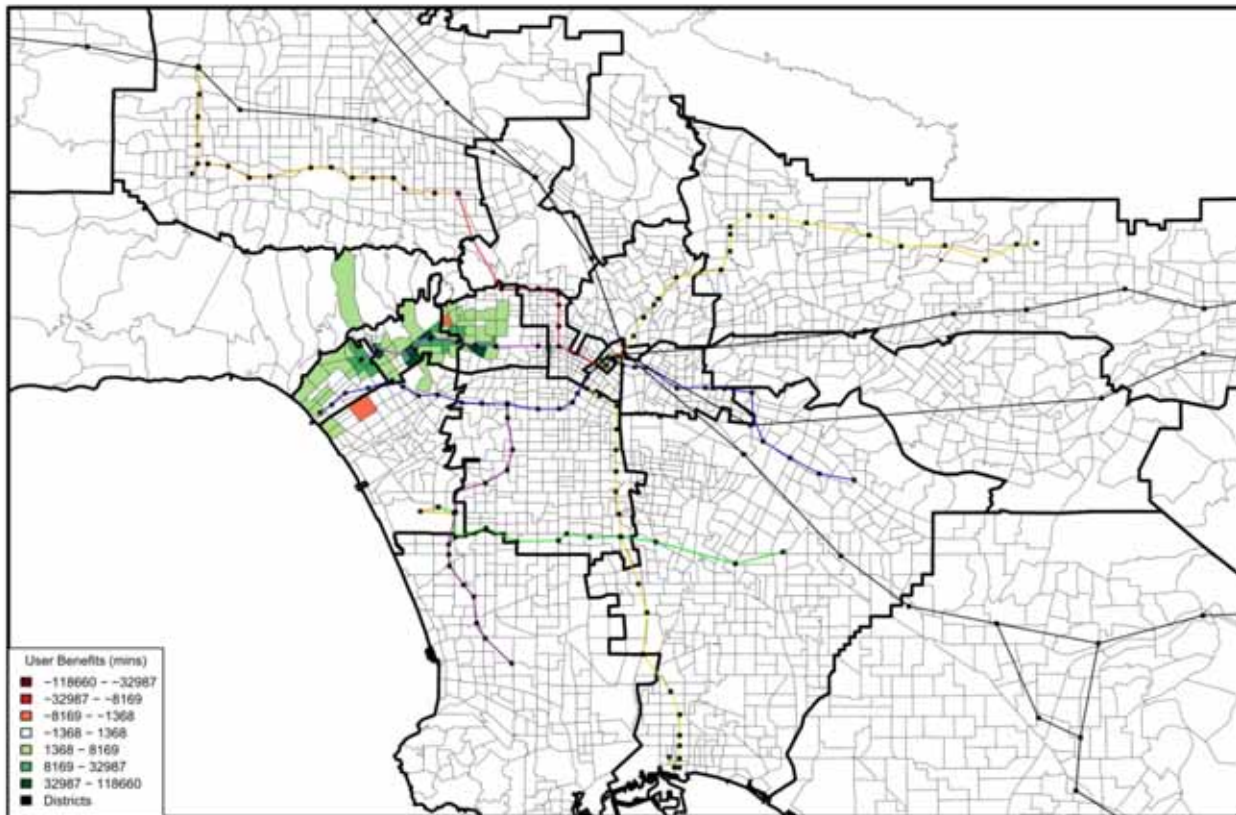 User Benefits (mins)
−118660 − −32987
−32987 − −8169
−8169 − −1368
−1368 − 1368
1368 − 8169
8169 − 32987
32987 − 118660
Districts